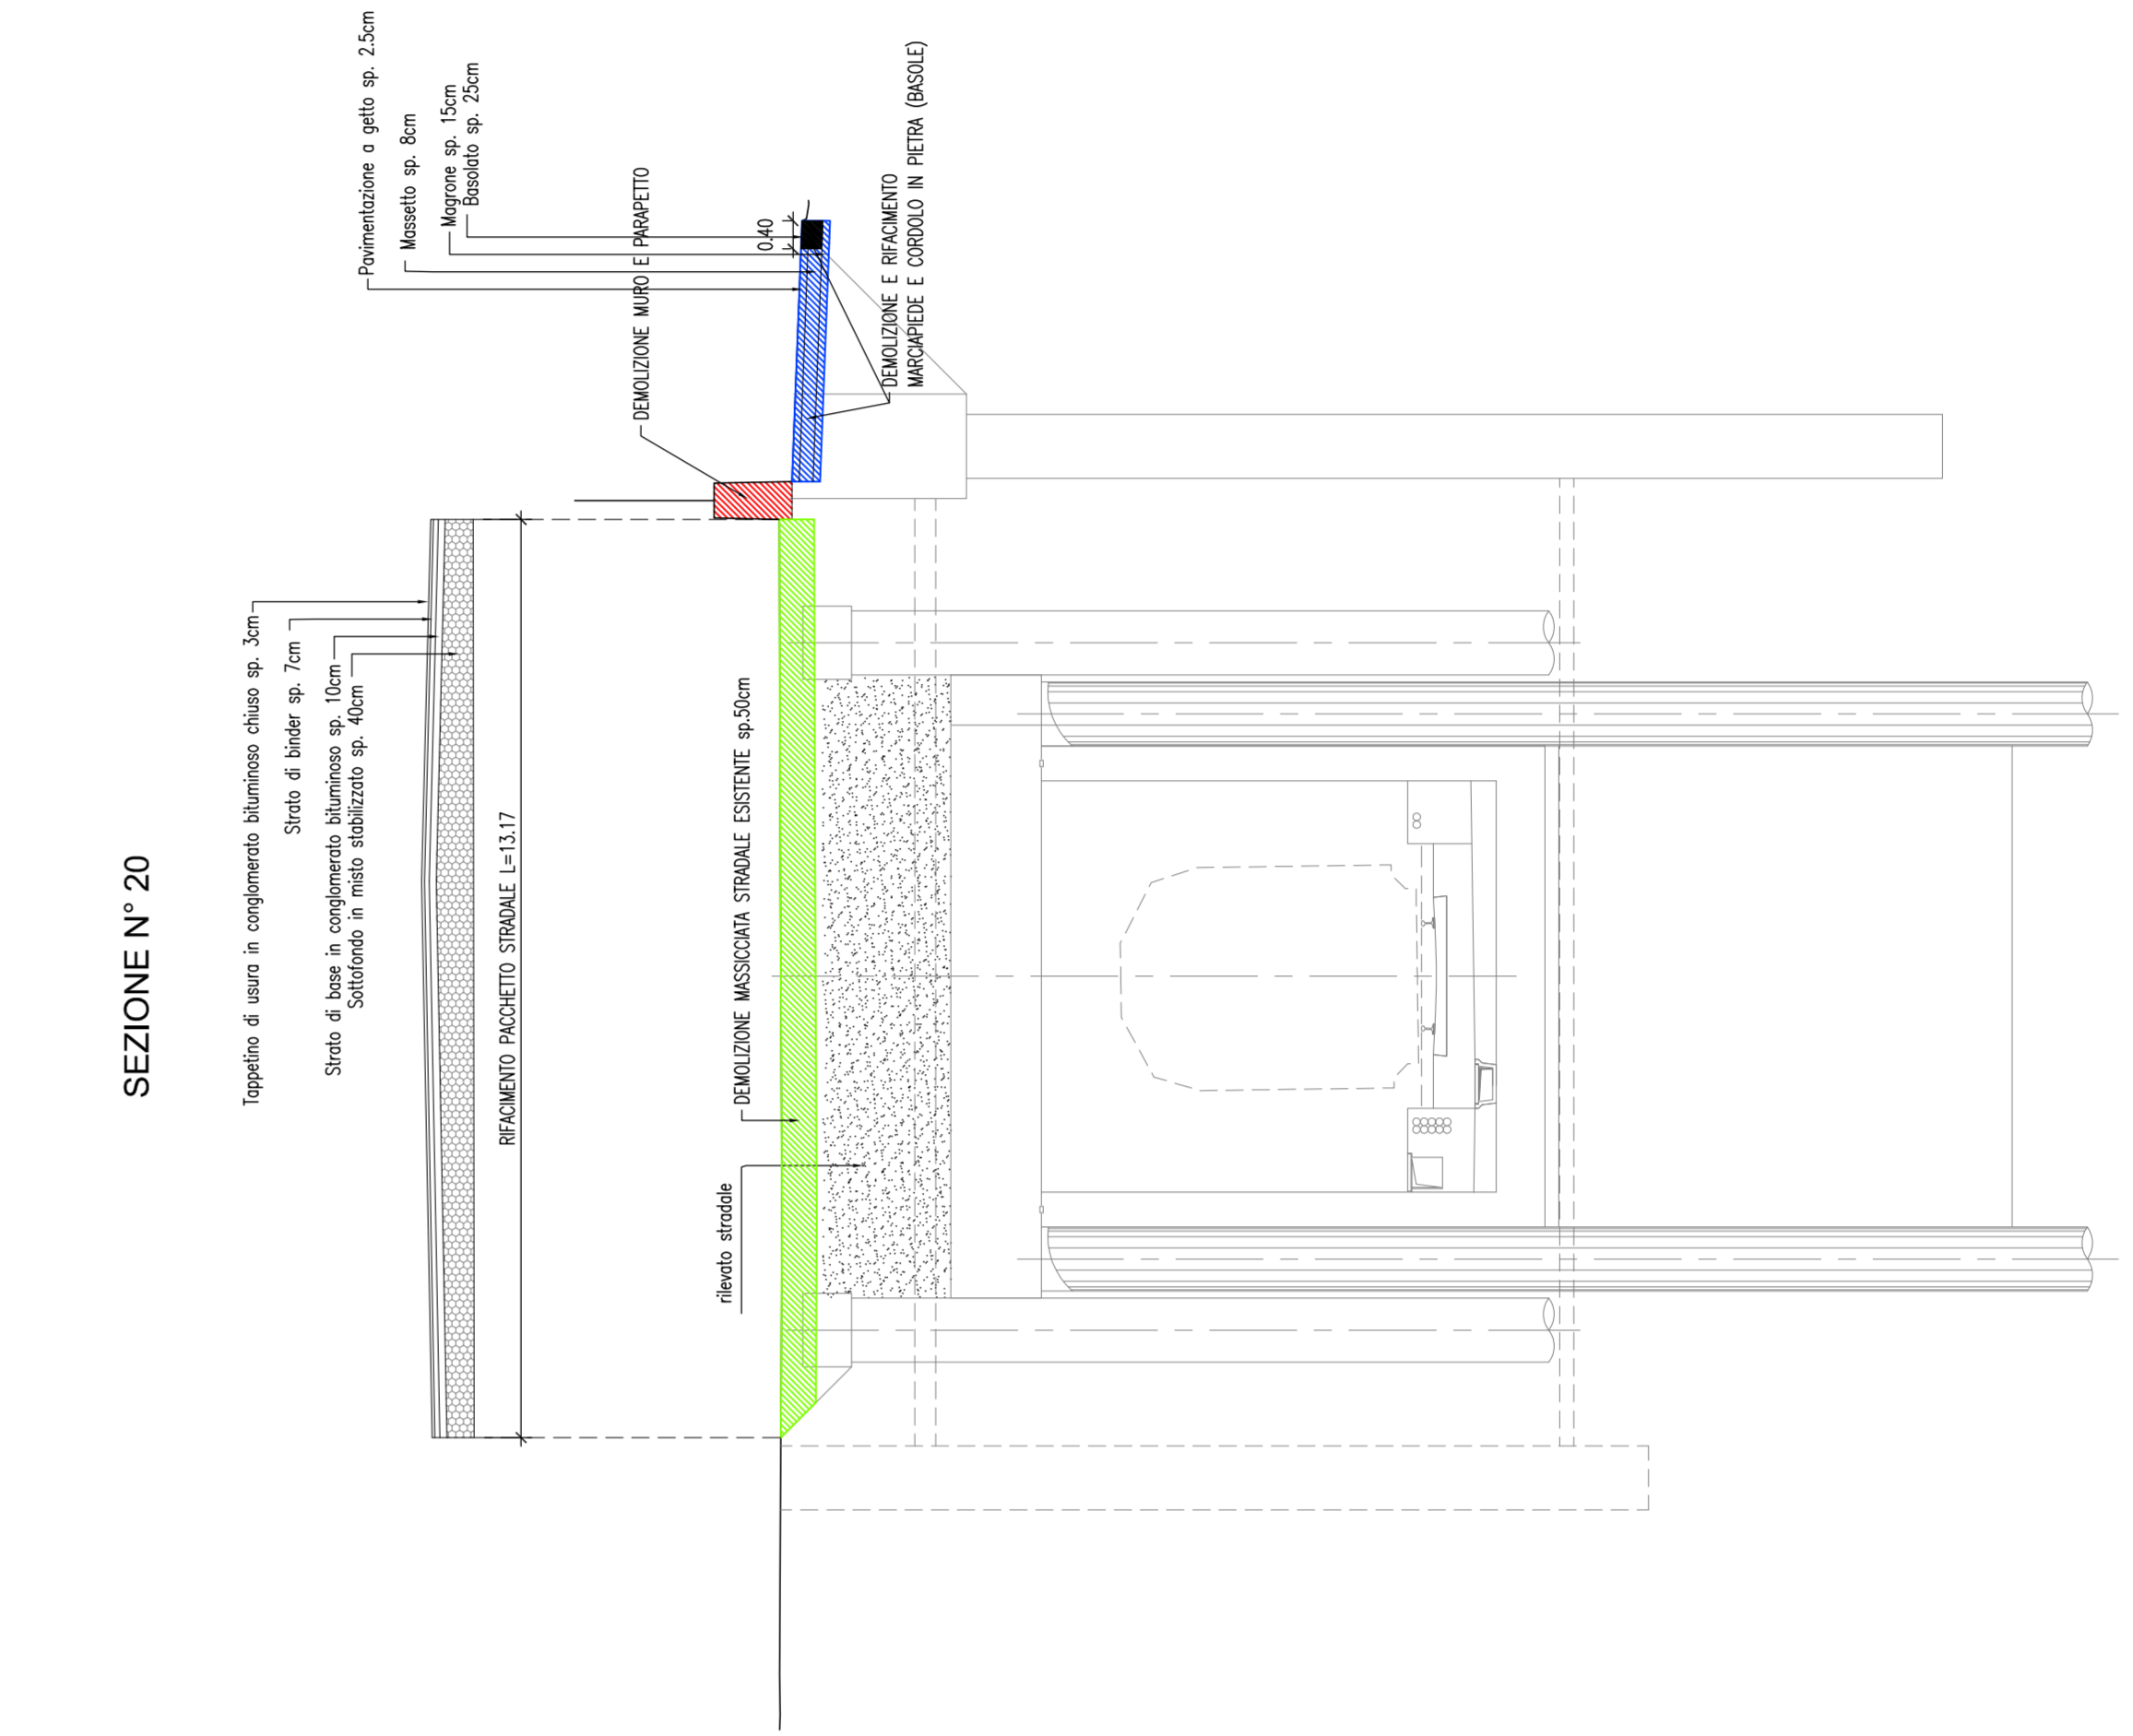 SEZIONE N° 20
Tappetino di usura in conglomerato bituminoso chiuso sp. 3cm
Strato di binder sp. 7cm
Strato di base in conglomerato bituminoso sp. 10cm
Sottofondo in misto stabilizzato sp. 40cm
Pavimentazione a getto sp. 2.5cm
Massetto sp. 8cm
Magrone sp. 15cm
Basolato sp. 25cm
RIFACIMENTO PACCHETTO STRADALE L=13.17
DEMOLIZIONE MURO E PARAPETTO
0.40
DEMOLIZIONE E RIFACIMENTO
MARCIAPIEDE E CORDOLO IN PIETRA (BASOLE)
DEMOLIZIONE MASSICCIATA STRADALE ESISTENTE sp.50cm
rilevato stradale